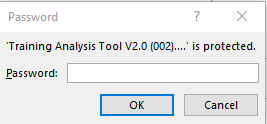 Password
'Training Analysis Tool V2.0 (002)....' is protected.
Password:
OK Cancel